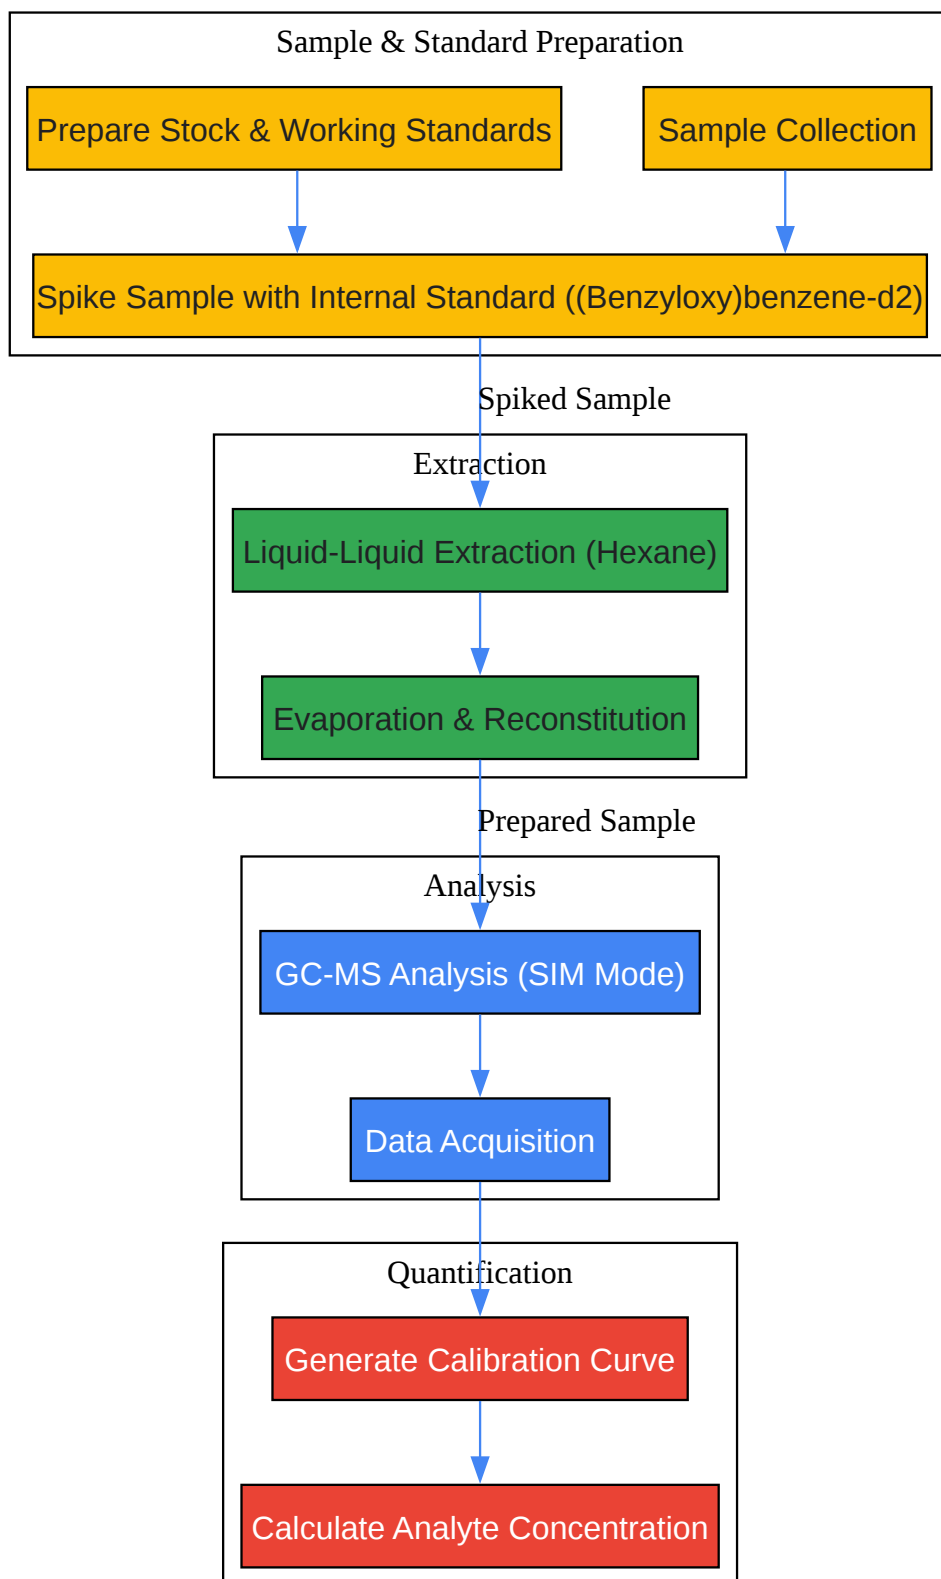 Sample & Standard Preparation
Prepare Stock & Working Standards
Sample Collection
Spike Sample with Internal Standard ((Benzyloxy)benzene-d2)
Spiked Sample
Extraction
Liquid-Liquid Extraction (Hexane)
Evaporation & Reconstitution
Prepared Sample
Analysis
GC-MS Analysis (SIM Mode)
Data Acquisition
Quantification
Generate Calibration Curve
Calculate Analyte Concentration